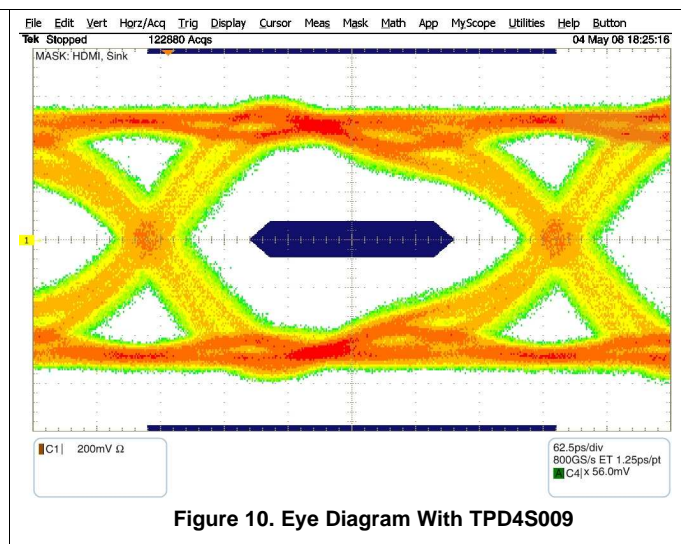 File Edit Vert Horz/Acq Trig Display Cursor Meas Mask Math App MyScope Utilities Help Button
Tek Stopped 122880 Acqs 04 May 08 18:25:16
MASK: HDMI, Sink
1
C1 200mV Ω
62.5ps/div
800GS/s ET 1.25ps/pt
A C4 x 56.0mV
Figure 10. Eye Diagram With TPD4S009